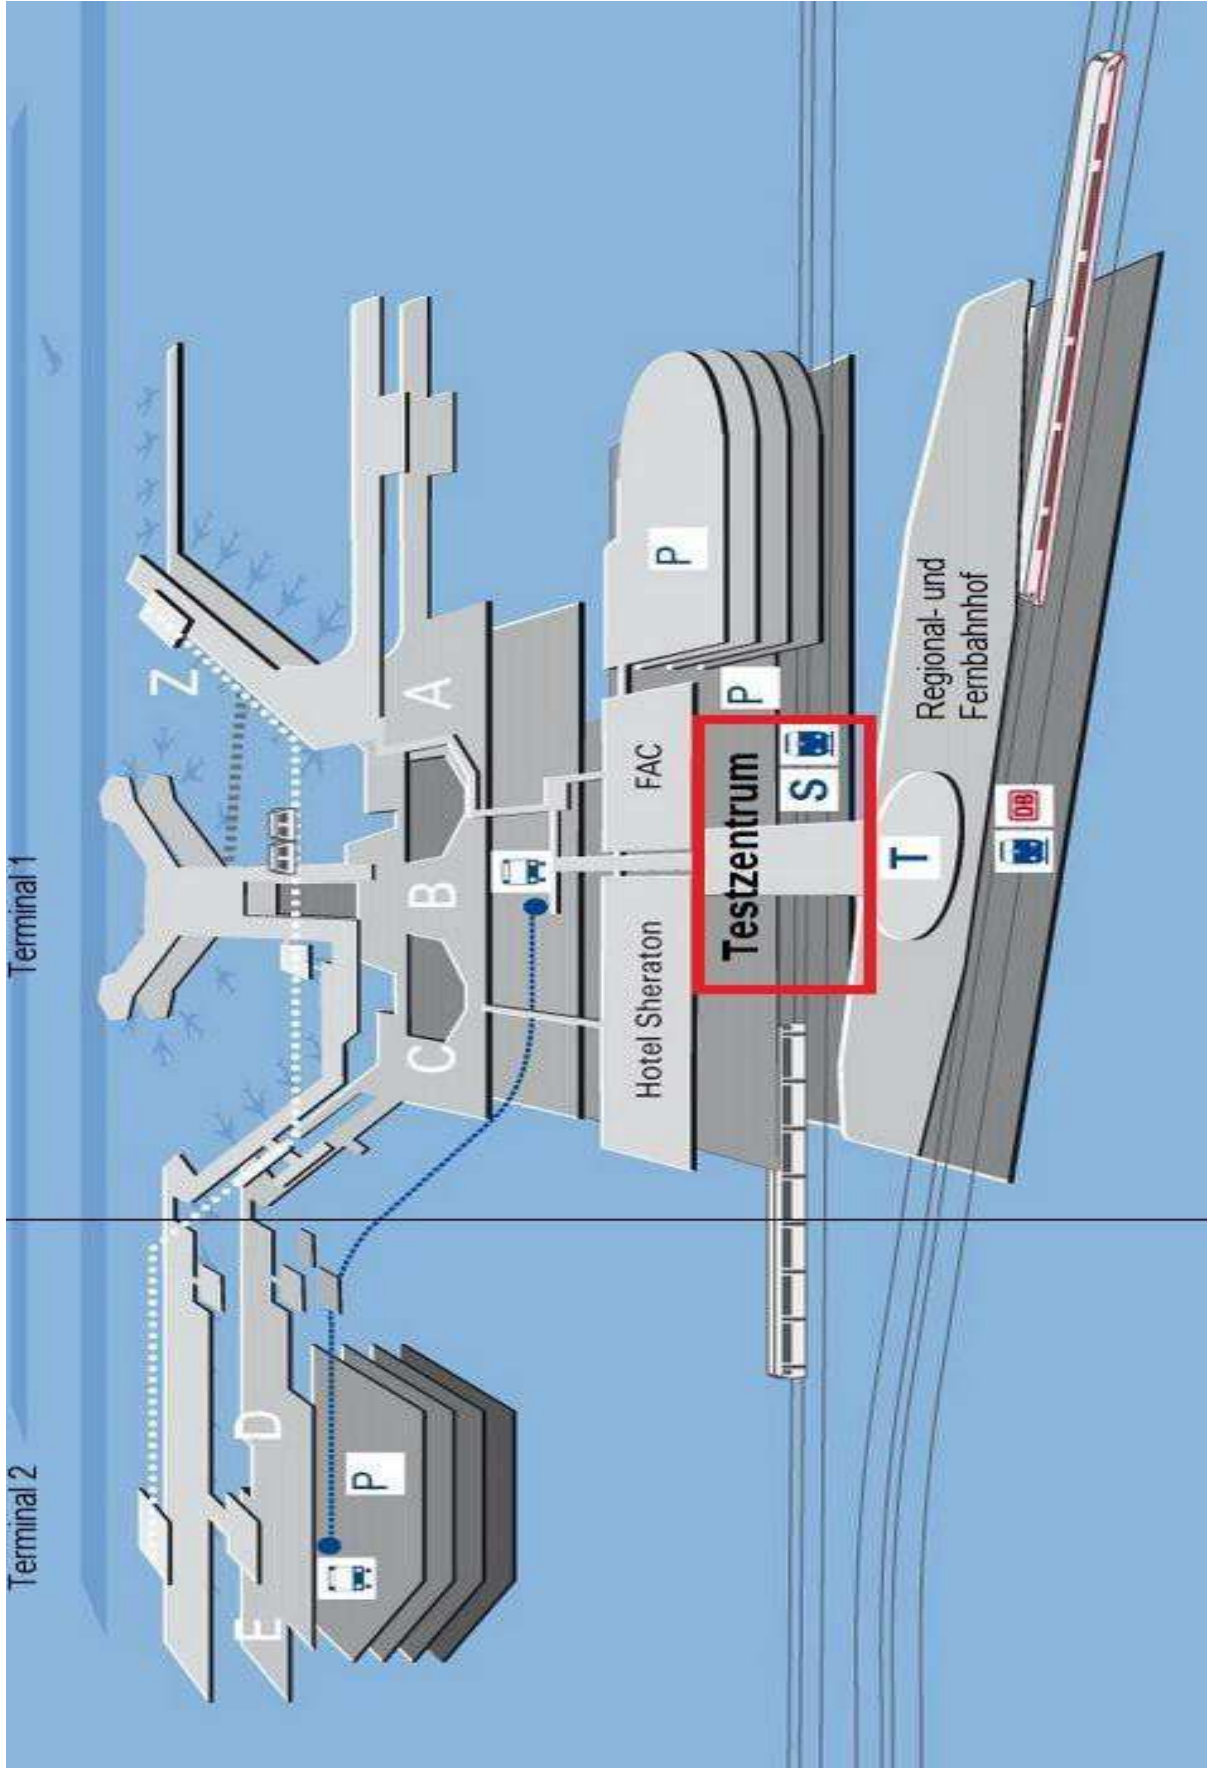 Terminal 2
Terminal 1
Z
E
D
C
B
A
P
Hotel Sheraton
FAC
P
Testzentrum
P
S
T
Regional- und
Fernbahnhof
DB